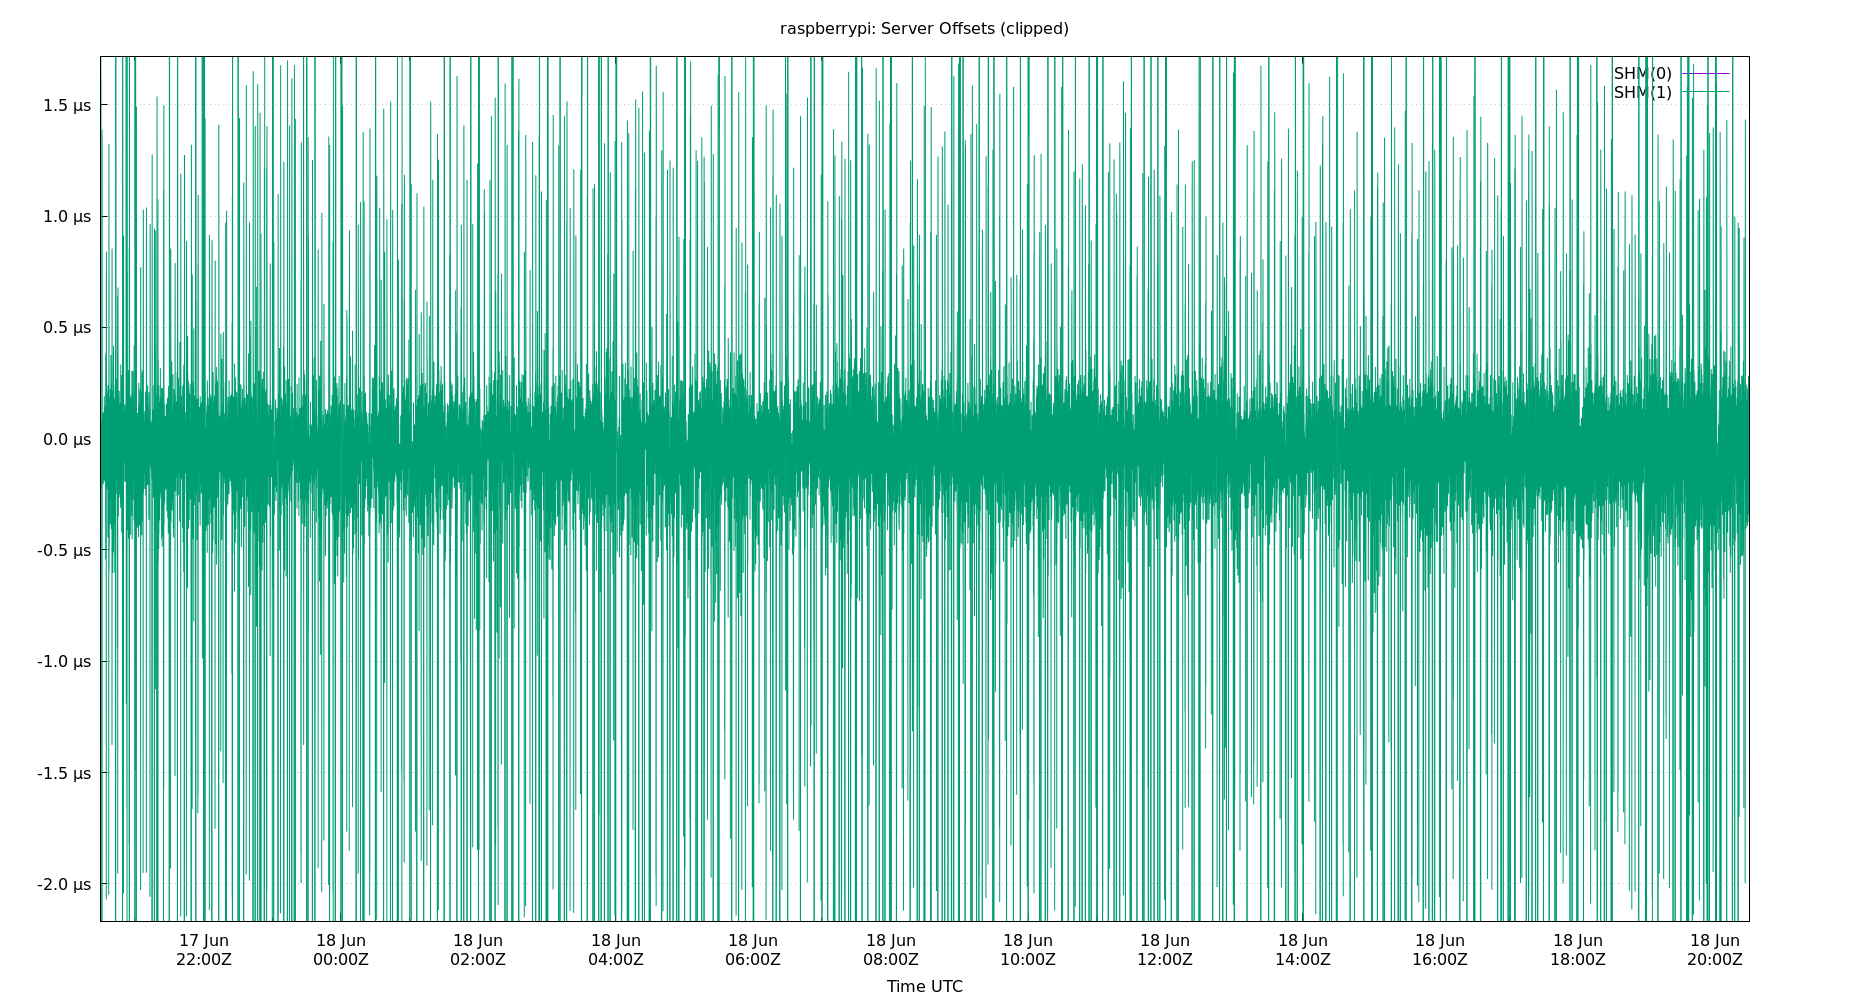 raspberrypi: Server Offsets (clipped)
SHM(0)
SHM(1)
1.5 µs
1.0 µs
0.5 µs
0.0 µs
-0.5 µs
-1.0 µs
-1.5 µs
-2.0 µs
17 Jun 18 Jun 18 Jun 18 Jun 18 Jun 18 Jun 18 Jun 18 Jun 18 Jun 18 Jun 18 Jun 18 Jun
22:00Z 00:00Z 02:00Z 04:00Z 06:00Z 08:00Z 10:00Z 12:00Z 14:00Z 16:00Z 18:00Z 20:00Z
Time UTC